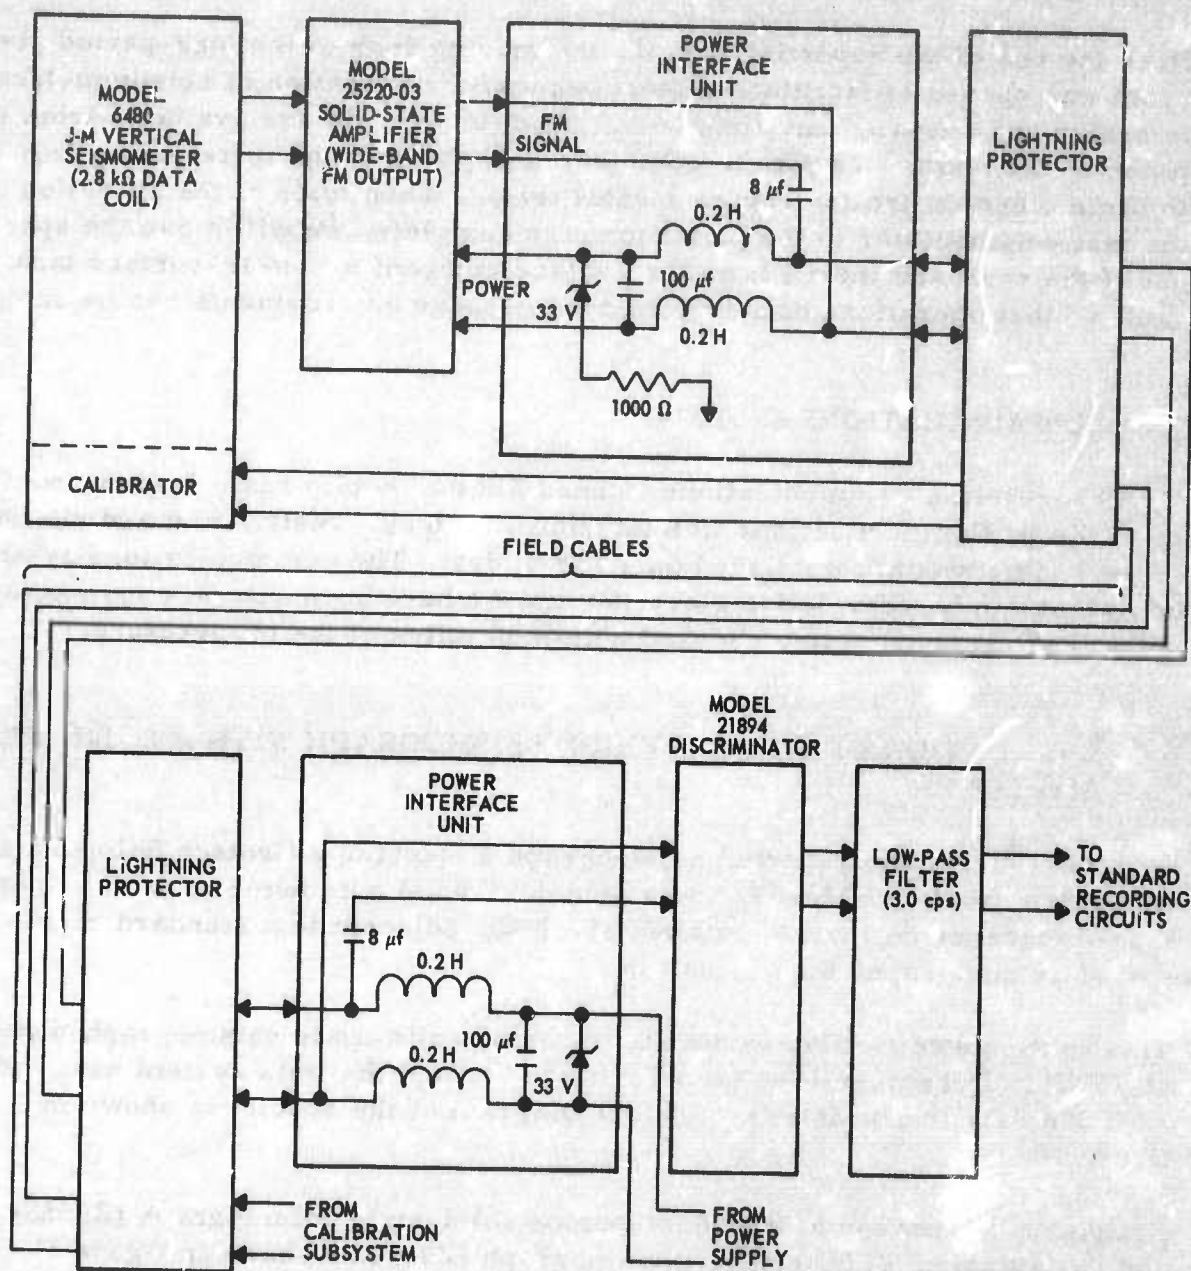 MODEL
6480
J-M VERTICAL
SEISMOMETER
(2.8 kΩ DATA
COIL)
CALIBRATOR
MODEL
25220-03
SOLID-STATE
AMPLIFIER
(WIDE-BAND
FM OUTPUT)
POWER
INTERFACE
UNIT
FM
SIGNAL
8 μf
0.2 H
POWER
33 V
100 μf
0.2 H
1000 Ω
LIGHTNING
PROTECTOR
FIELD CABLES
LIGHTNING
PROTECTOR
POWER
INTERFACE
UNIT
8 μf
0.2 H
100 μf
0.2 H
33 V
MODEL
21894
DISCRIMINATOR
LOW-PASS
FILTER
(3.0 cps)
TO
STANDARD
RECORDING
CIRCUITS
FROM
CALIBRATION
SUBSYSTEM
FROM
POWER
SUPPLY